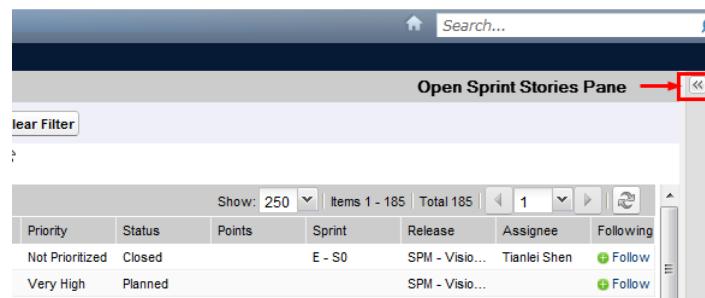 Search...
Open Sprint Stories Pane
lear Filter
Show: 250 Items 1 - 185 Total 185 1
Priority Status Points Sprint Release Assignee Following
Not Prioritized Closed E - S0 SPM - Visio... Tianlei Shen Follow
Very High Planned SPM - Visio... Follow